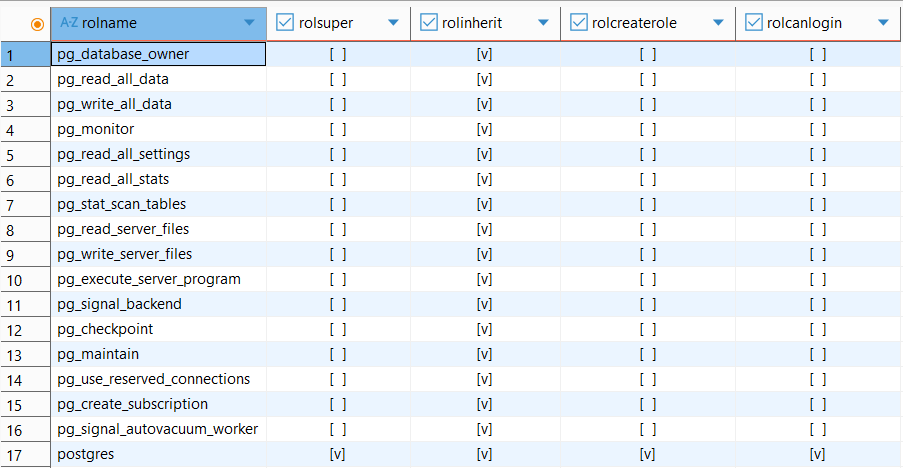 A-Z rolname rolsuper rolinherit rolcreaterole rolcanlogin
1 pg_database_owner [ ] [v] [ ] [ ]
2 pg_read_all_data [ ] [v] [ ] [ ]
3 pg_write_all_data [ ] [v] [ ] [ ]
4 pg_monitor [ ] [v] [ ] [ ]
5 pg_read_all_settings [ ] [v] [ ] [ ]
6 pg_read_all_stats [ ] [v] [ ] [ ]
7 pg_stat_scan_tables [ ] [v] [ ] [ ]
8 pg_read_server_files [ ] [v] [ ] [ ]
9 pg_write_server_files [ ] [v] [ ] [ ]
10 pg_execute_server_program [ ] [v] [ ] [ ]
11 pg_signal_backend [ ] [v] [ ] [ ]
12 pg_checkpoint [ ] [v] [ ] [ ]
13 pg_maintain [ ] [v] [ ] [ ]
14 pg_use_reserved_connections [ ] [v] [ ] [ ]
15 pg_create_subscription [ ] [v] [ ] [ ]
16 pg_signal_autovacuum_worker [ ] [v] [ ] [ ]
17 postgres [v] [v] [v] [v]